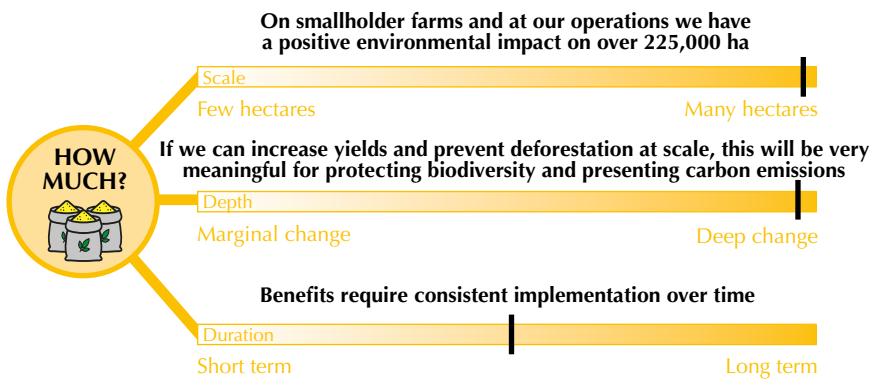 On smallholder farms and at our operations we have
a positive environmental impact on over 225,000 ha
Scale
Few hectares
Many hectares
HOW
MUCH?
If we can increase yields and prevent deforestation at scale, this will be very
meaningful for protecting biodiversity and presenting carbon emissions
Depth
Marginal change
Deep change
Benefits require consistent implementation over time
Duration
Short term
Long term